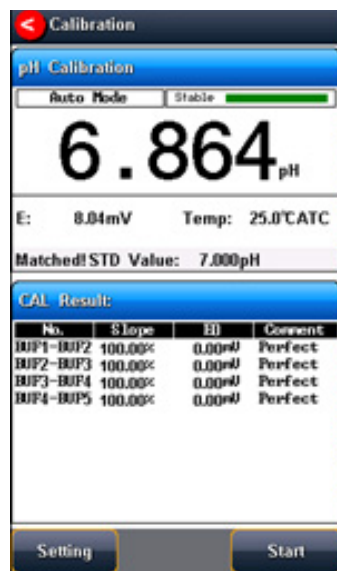 < Calibration
pH Calibration
Auto Mode Stable
6.864 pH
E: 8.04mV Temp: 25.0℃ATC
Matched! STD Value: 7.000pH
CAL Result:
No. Slope E0 Comment
BUF1-BUF2 100.00% 0.00mV Perfect
BUF2-BUF3 100.00% 0.00mV Perfect
BUF3-BUF4 100.00% 0.00mV Perfect
BUF4-BUF5 100.00% 0.00mV Perfect
Setting Start